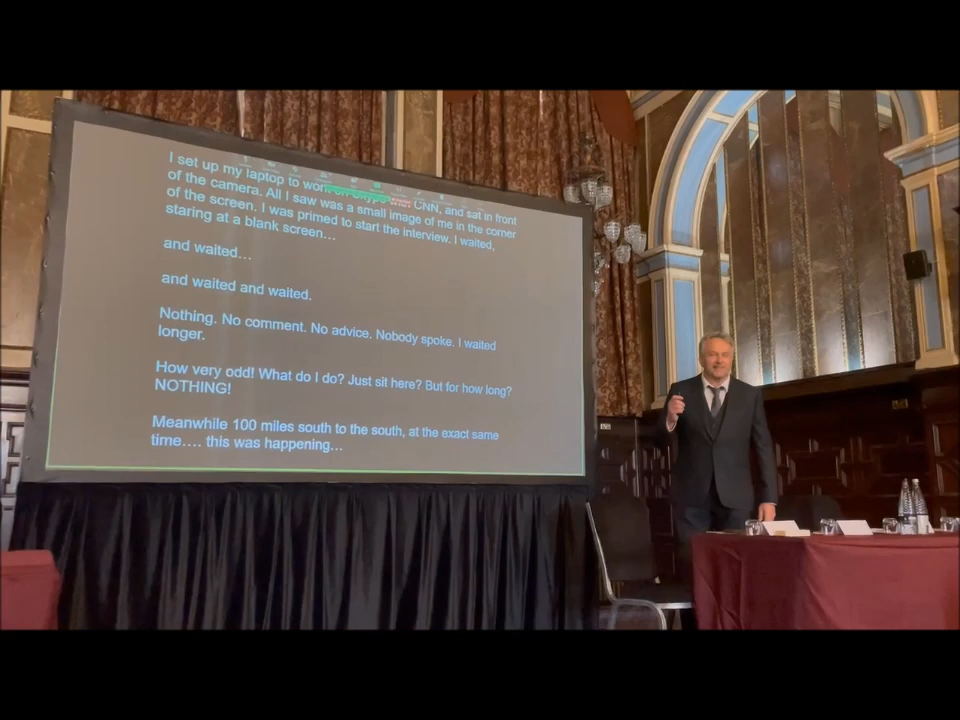 I set up my laptop to work on Skype with CNN, and sat in front
of the camera. All I saw was a small image of me in the corner
of the screen. I was primed to start the interview. I waited,
staring at a blank screen…
and waited…
and waited and waited.
Nothing. No comment. No advice. Nobody spoke. I waited
longer.
How very odd! What do I do? Just sit here? But for how long?
NOTHING!
Meanwhile 100 miles south to the south, at the exact same
time…. this was happening…